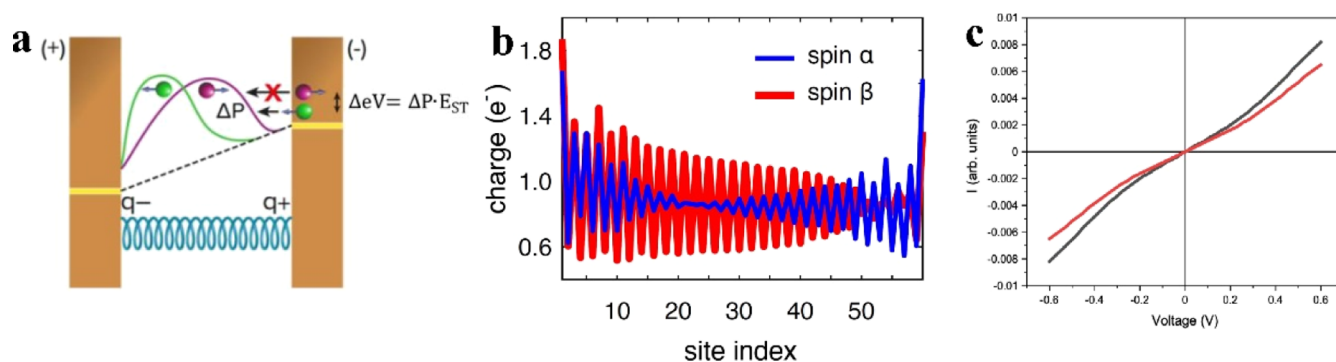 a
(+)
(-)
ΔP
ΔeV= ΔP·E_ST
q−
q+
b
charge (e⁻)
1.8
1.4
1.0
0.6
spin α
spin β
10 20 30 40 50
site index
c
I (arb. units)
0.01
0.008
0.006
0.004
0.002
0
-0.002
-0.004
-0.006
-0.008
-0.01
-0.6 -0.4 -0.2 0 0.2 0.4 0.6
Voltage (V)